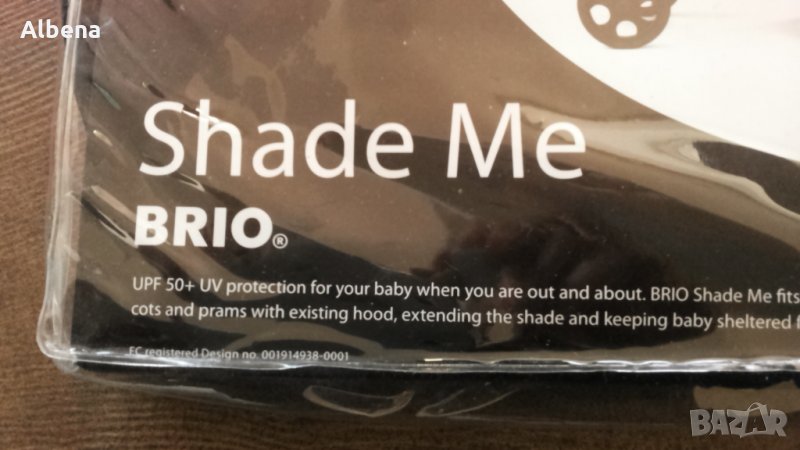 Albena
Shade Me
BRIO®
UPF 50+ UV protection for your baby when you are out and about. BRIO Shade Me fits
cots and prams with existing hood, extending the shade and keeping baby sheltered f
EC registered Design no. 001914938-0001
BAZAR